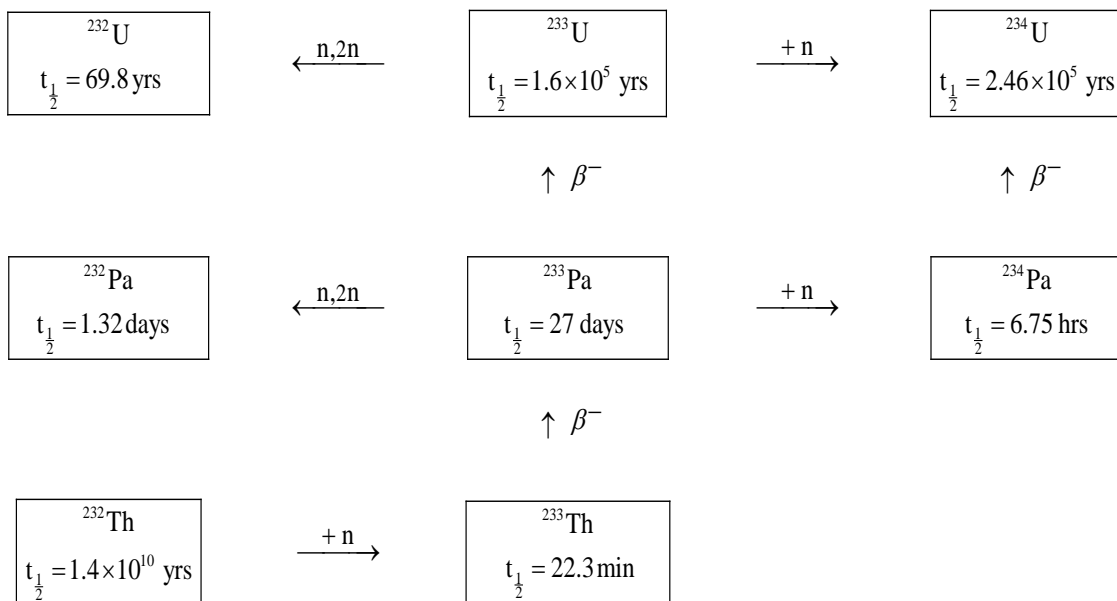 ²³²U n,2n ²³³U + n ²³⁴U
t½ = 69.8 yrs ← t½ = 1.6×10⁵ yrs → t½ = 2.46×10⁵ yrs
↑ β⁻ ↑ β⁻
²³²Pa n,2n ²³³Pa + n ²³⁴Pa
t½ = 1.32 days ← t½ = 27 days → t½ = 6.75 hrs
↑ β⁻
²³²Th + n ²³³Th
t½ = 1.4×10¹⁰ yrs → t½ = 22.3 min